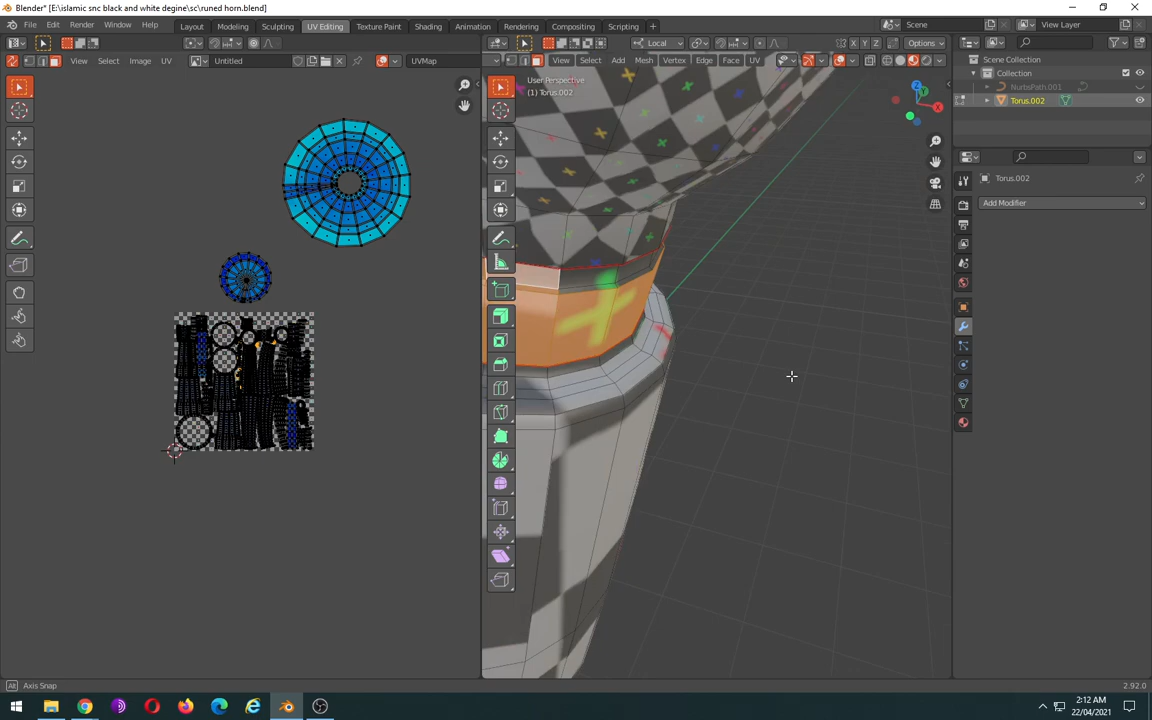 Blender* [E:\islamic snc black and white degine\sc\runed horn.blend]
File Edit Render Window Help
Layout Modeling Sculpting UV Editing Texture Paint Shading Animation Rendering Compositing Scripting +
Scene
View Layer
Local
Options
View Select Image UV
Untitled
UVMap
View Select Add Mesh Vertex Edge Face UV
User Perspective
(1) Torus.002
X
Y
Z
Scene Collection
Collection
NurbsPath.001
Torus.002
Torus.002
Add Modifier
Alt Axis Snap
2.92.0
2:12 AM
22/04/2021